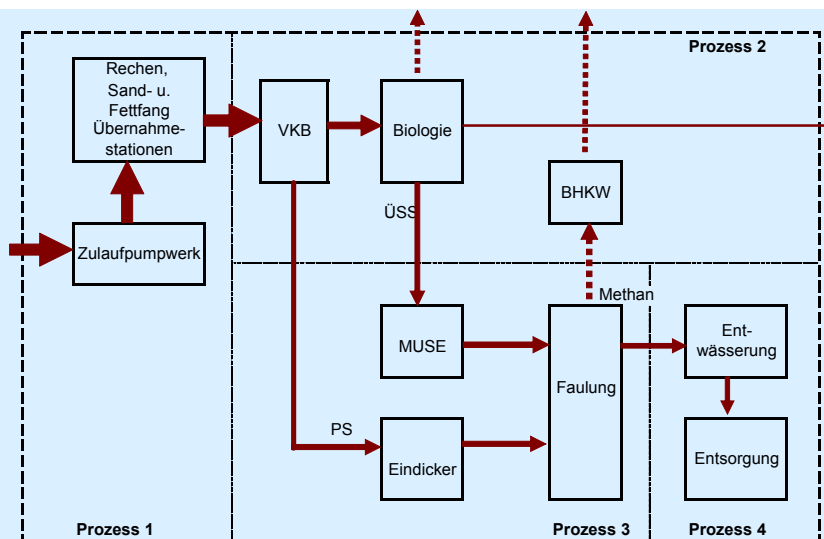 Prozess 2
Rechen,
Sand- u.
Fettfang
Übernahme-
stationen
VKB
Biologie
BHKW
ÜSS
Zulaufpumpwerk
Methan
MUSE
Faulung
Ent-
wässerung
PS
Eindicker
Entsorgung
Prozess 1
Prozess 3
Prozess 4